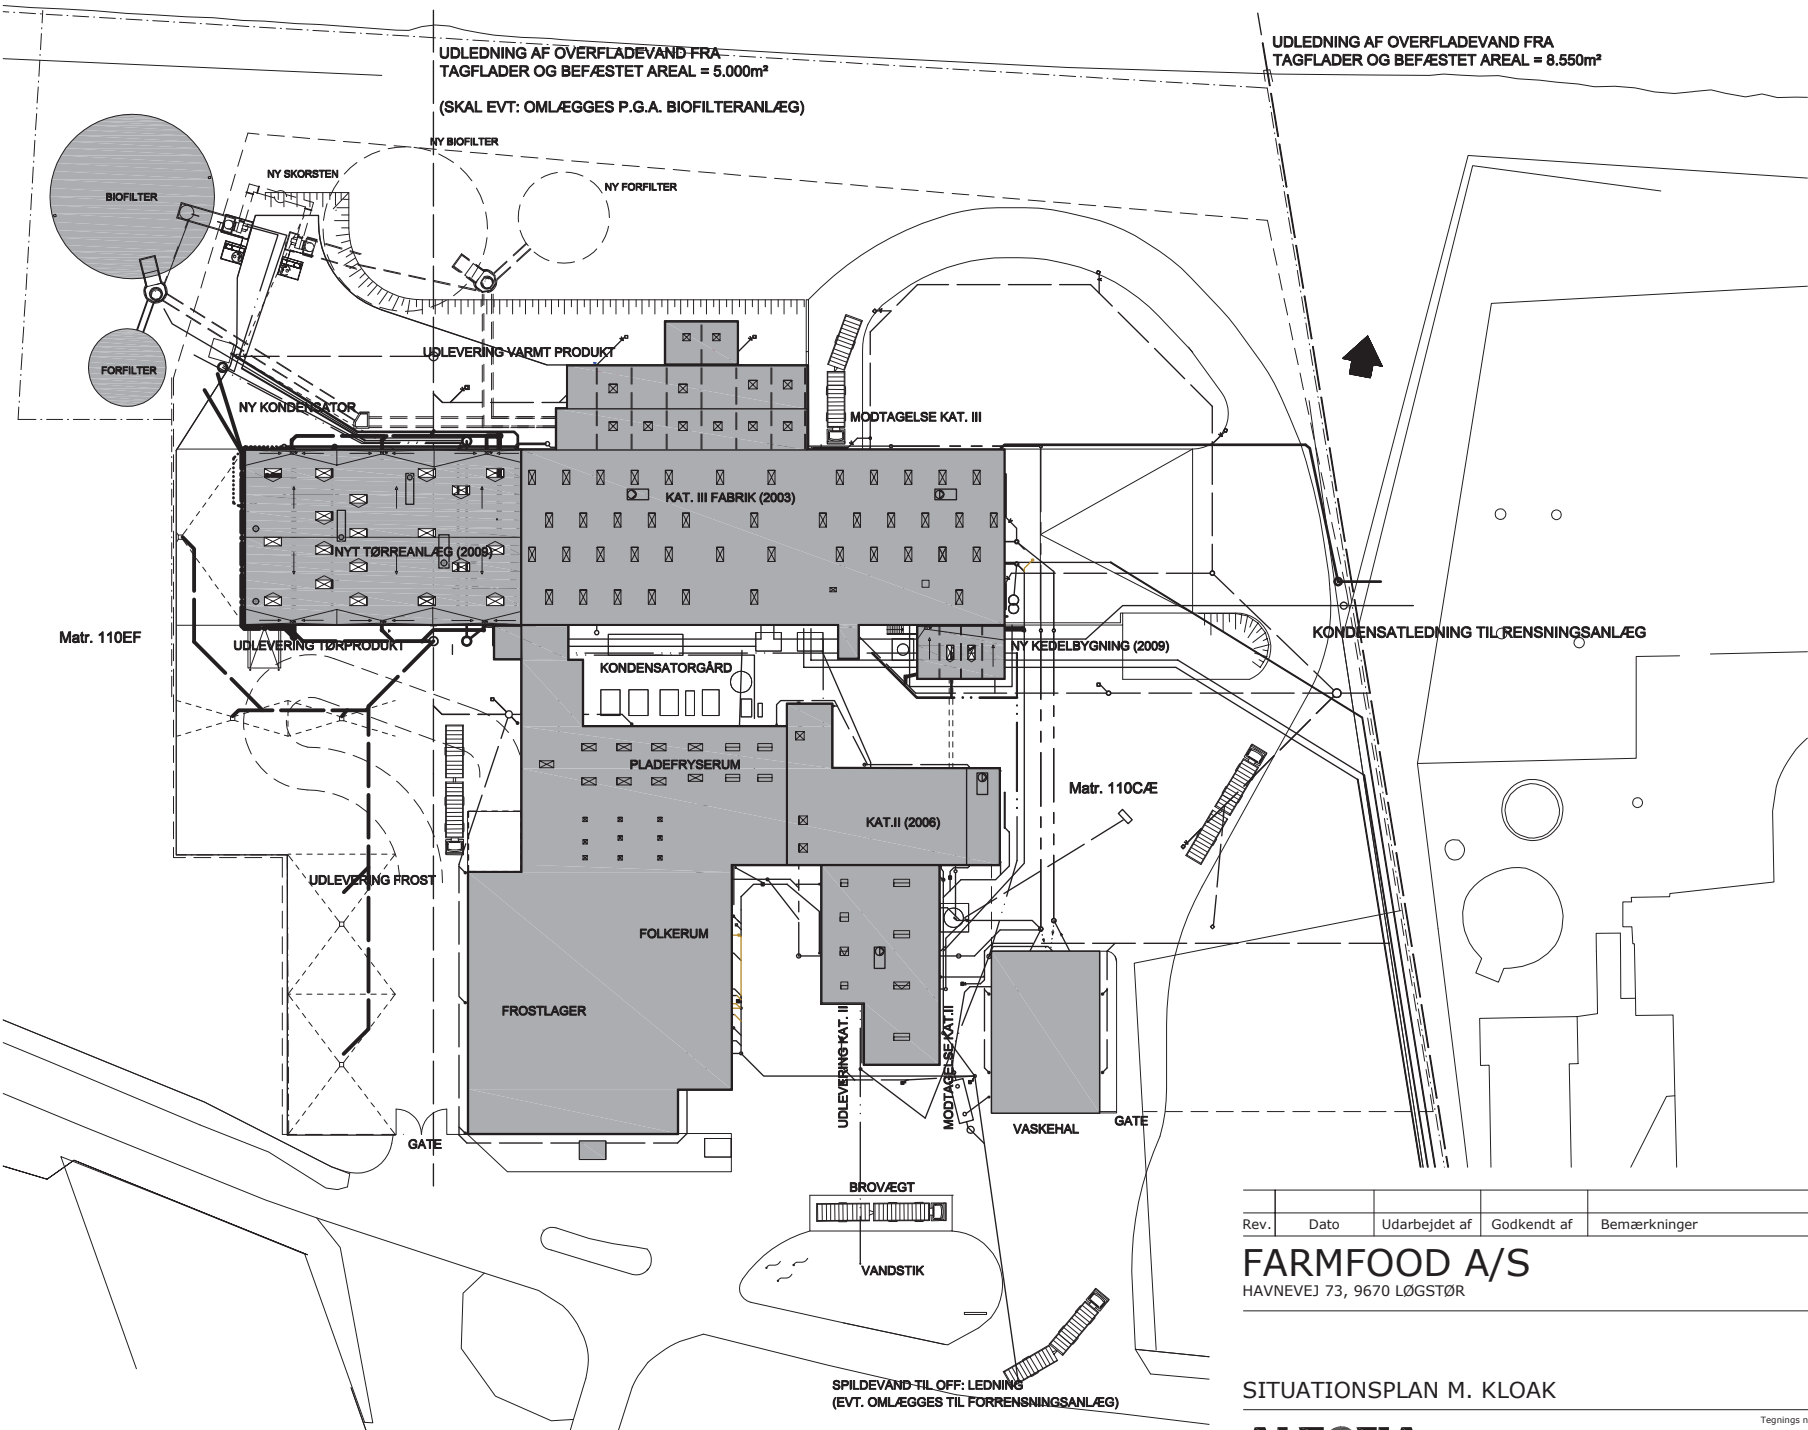 UDLEDNING AF OVERFLADEVAND FRA
TAGFLADER OG BEFÆSTET AREAL = 5.000m²
(SKAL EVT: OMLÆGGES P.G.A. BIOFILTERANLÆG)
UDLEDNING AF OVERFLADEVAND FRA
TAGFLADER OG BEFÆSTET AREAL = 8.550m²
NY BIOFILTER
NY SKORSTEN
NY FORFILTER
BIOFILTER
UDLEVERING VARMT PRODUKT
FORFILTER
NY KONDENSATOR
MODTAGELSE KAT. III
KAT. III FABRIK (2003)
NYT TØRREANLÆG (2009)
Matr. 110EF
UDLEVERING TØRPRODUKT
KONDENSATORGÅRD
NY KEDELBYGNING (2009)
KONDENSATLEDNING TIL RENSNINGSANLÆG
PLADEFRYSERUM
Matr. 110CÆ
KAT.II (2006)
UDLEVERING FROST
FOLKERUM
FROSTLAGER
UDLEVERING KAT. II
MODTAGELSE KAT.II
VASKEHAL
GATE
GATE
BROVÆGT
VANDSTIK
SPILDEVAND TIL OFF: LEDNING
(EVT. OMLÆGGES TIL FORRENSNINGSANLÆG)
Rev. Dato Udarbejdet af Godkendt af Bemærkninger
FARMFOOD A/S
HAVNEVEJ 73, 9670 LØGSTØR
SITUATIONSPLAN M. KLOAK
Tegnings n